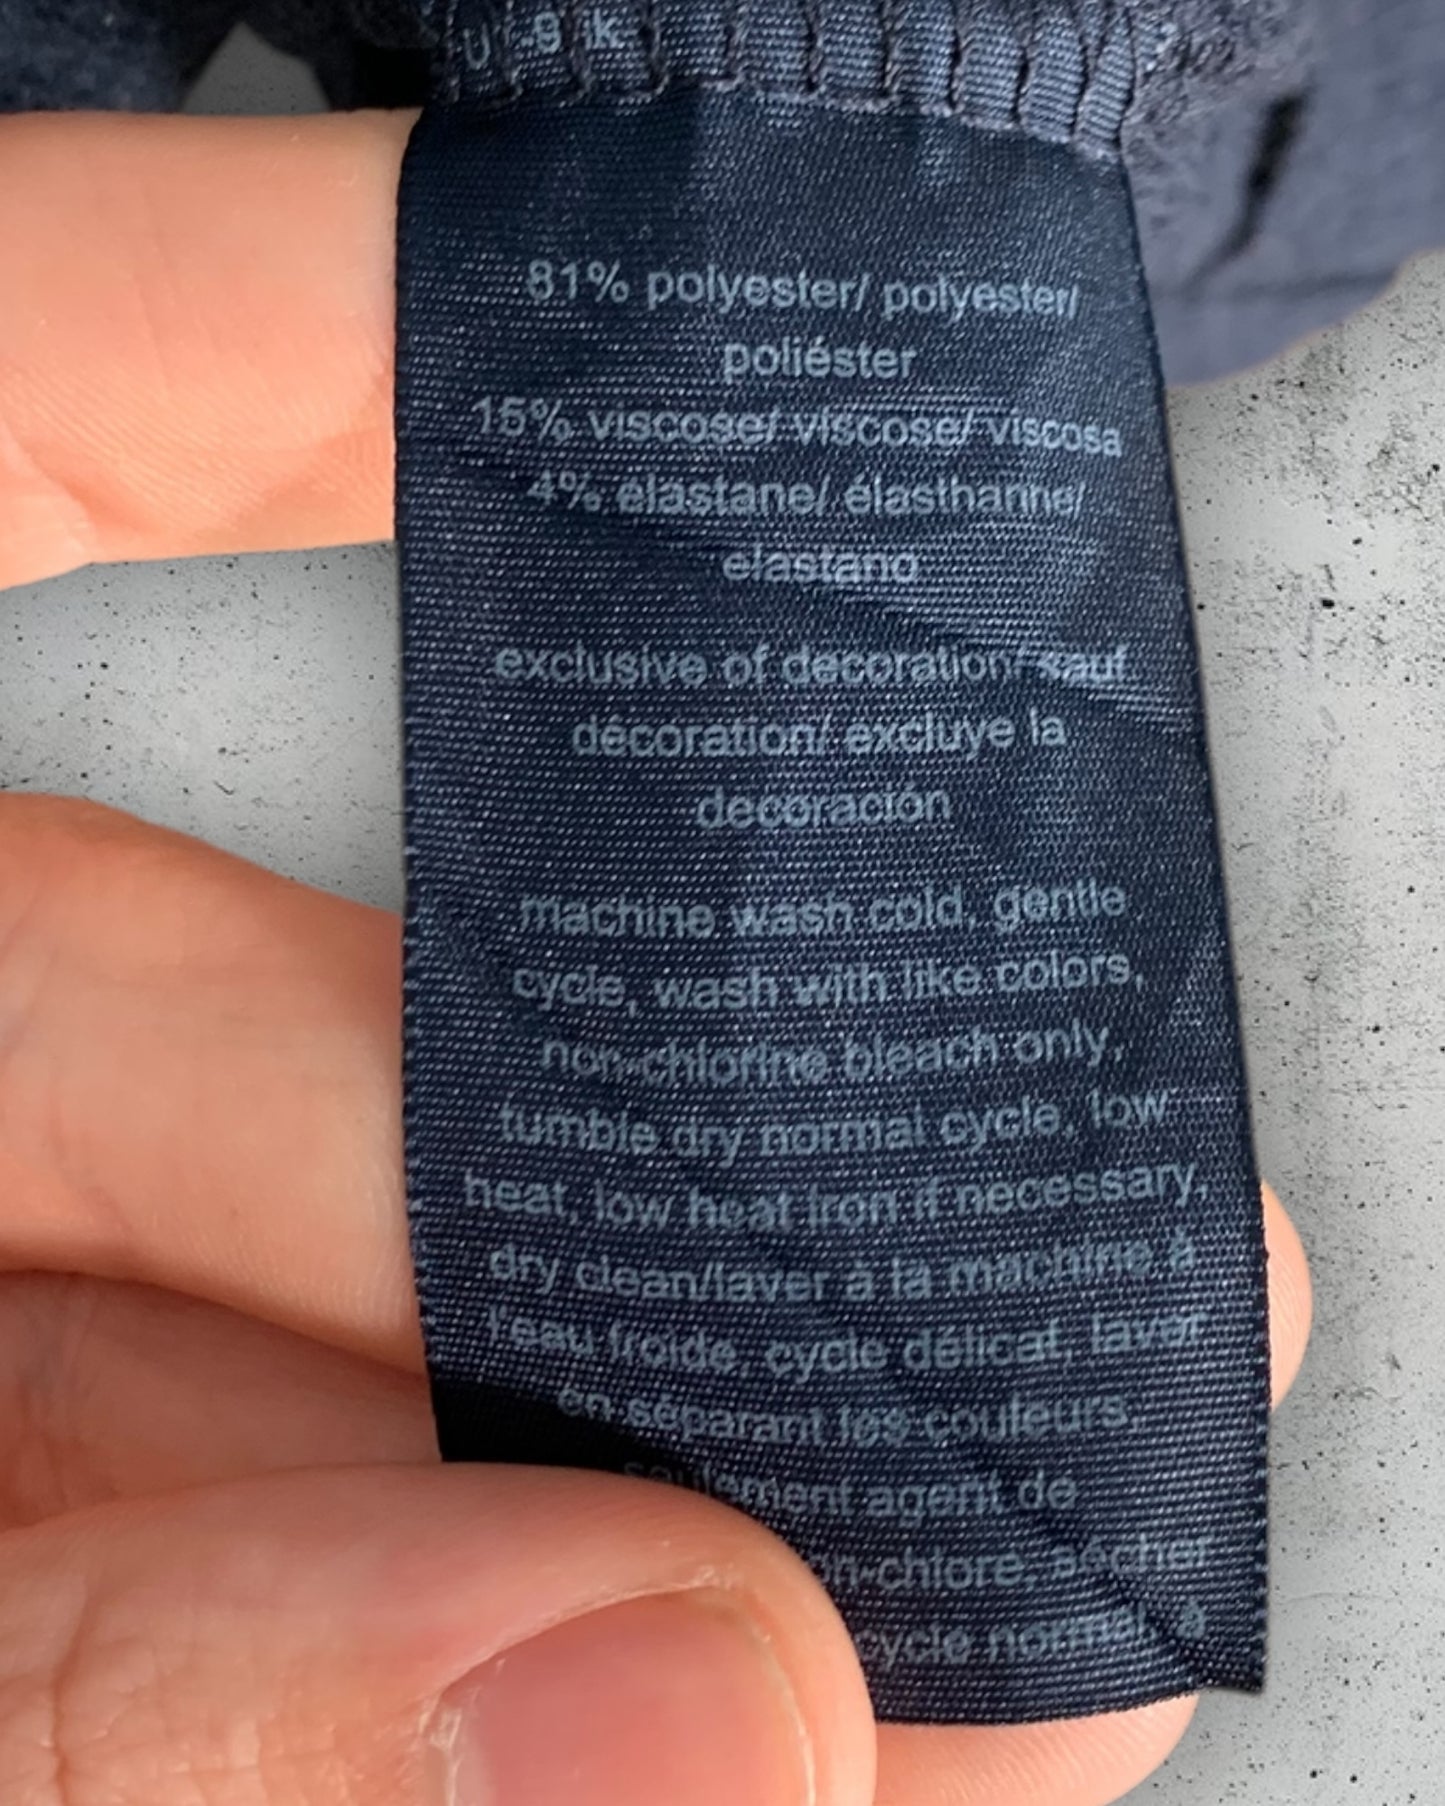 81% polyester/ polyester/
poliéster
15% viscose/ viscose/ viscosa
4% elastane/ élasthanne/
elastano
exclusive of decoration/ sauf
décoration/ excluye la
decoración
machine wash cold, gentle
cycle, wash with like colors,
non-chlorine bleach only,
tumble dry normal cycle, low
heat, low heat iron if necessary,
dry clean/laver à la machine à
l'eau froide, cycle délicat, laver
en séparant les couleurs,
seulement agent de
sécher
cycle normal à